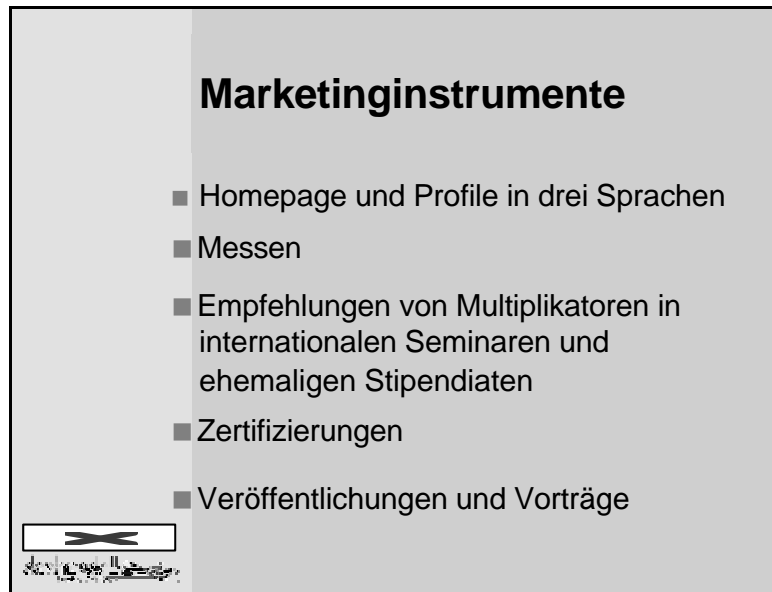 Marketinginstrumente
Homepage und Profile in drei Sprachen
Messen
Empfehlungen von Multiplikatoren in
internationalen Seminaren und
ehemaligen Stipendiaten
Zertifizierungen
Veröffentlichungen und Vorträge